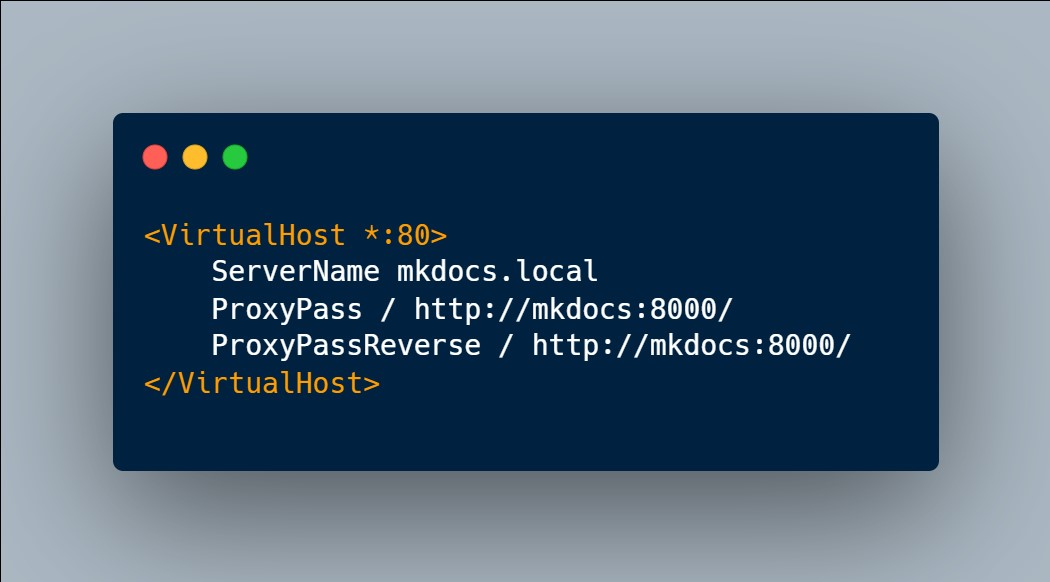 <VirtualHost *:80>
    ServerName mkdocs.local
    ProxyPass / http://mkdocs:8000/
    ProxyPassReverse / http://mkdocs:8000/
</VirtualHost>